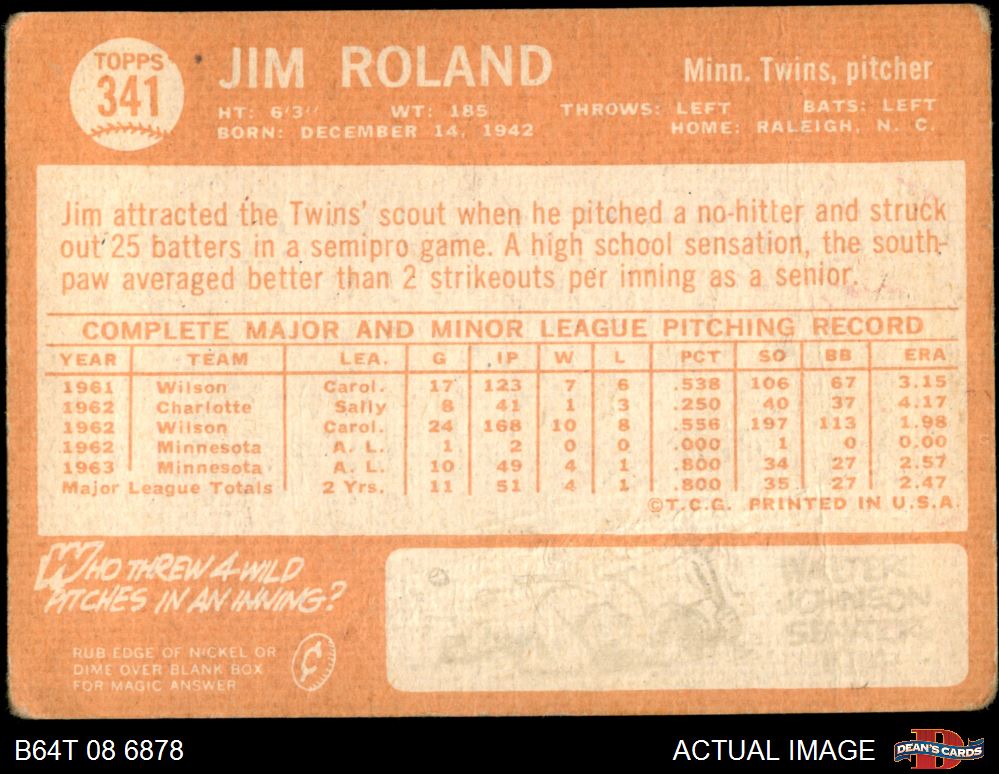 TOPPS
341
JIM ROLAND
Minn. Twins, pitcher
HT: 6'3" WT: 185 THROWS: LEFT BATS: LEFT
BORN: DECEMBER 14, 1942 HOME: RALEIGH, N. C.
Jim attracted the Twins' scout when he pitched a no-hitter and struck
out 25 batters in a semipro game. A high school sensation, the south-
paw averaged better than 2 strikeouts per inning as a senior.
COMPLETE MAJOR AND MINOR LEAGUE PITCHING RECORD
YEAR TEAM LEA. G IP W L PCT SO BB ERA
1961 Wilson Carol. 17 123 7 6 .538 106 67 3.15
1962 Charlotte Sally 8 41 1 3 .250 40 37 4.17
1962 Wilson Carol. 24 168 10 8 .556 197 113 1.98
1962 Minnesota A. L. 1 2 0 0 .000 1 0 0.00
1963 Minnesota A. L. 10 49 4 1 .800 34 27 2.57
Major League Totals 2 Yrs. 11 51 4 1 .800 35 27 2.47
©T.C.G. PRINTED IN U.S.A.
WHO THREW 4 WILD
PITCHES IN AN INNING?
RUB EDGE OF NICKEL OR
DIME OVER BLANK BOX
FOR MAGIC ANSWER
¢
WALTER
JOHNSON
B64T 08 6878
ACTUAL IMAGE
DEAN'S CARDS